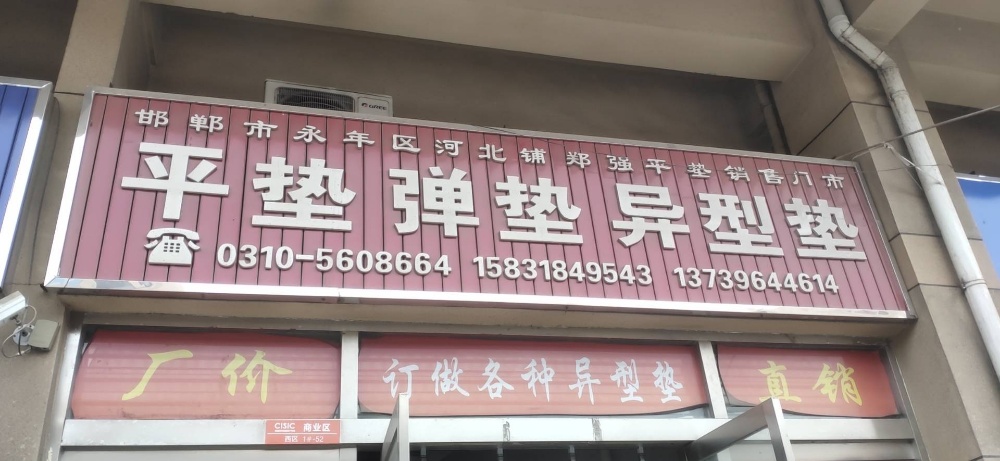 GREE
邯郸市永年区河北铺郑强平垫销售门市
平垫 弹垫 异型垫
0310-5608664 15831849543 13739644614
厂价 订做各种异型垫 直销
CISIC 商业区
西区 1#-52